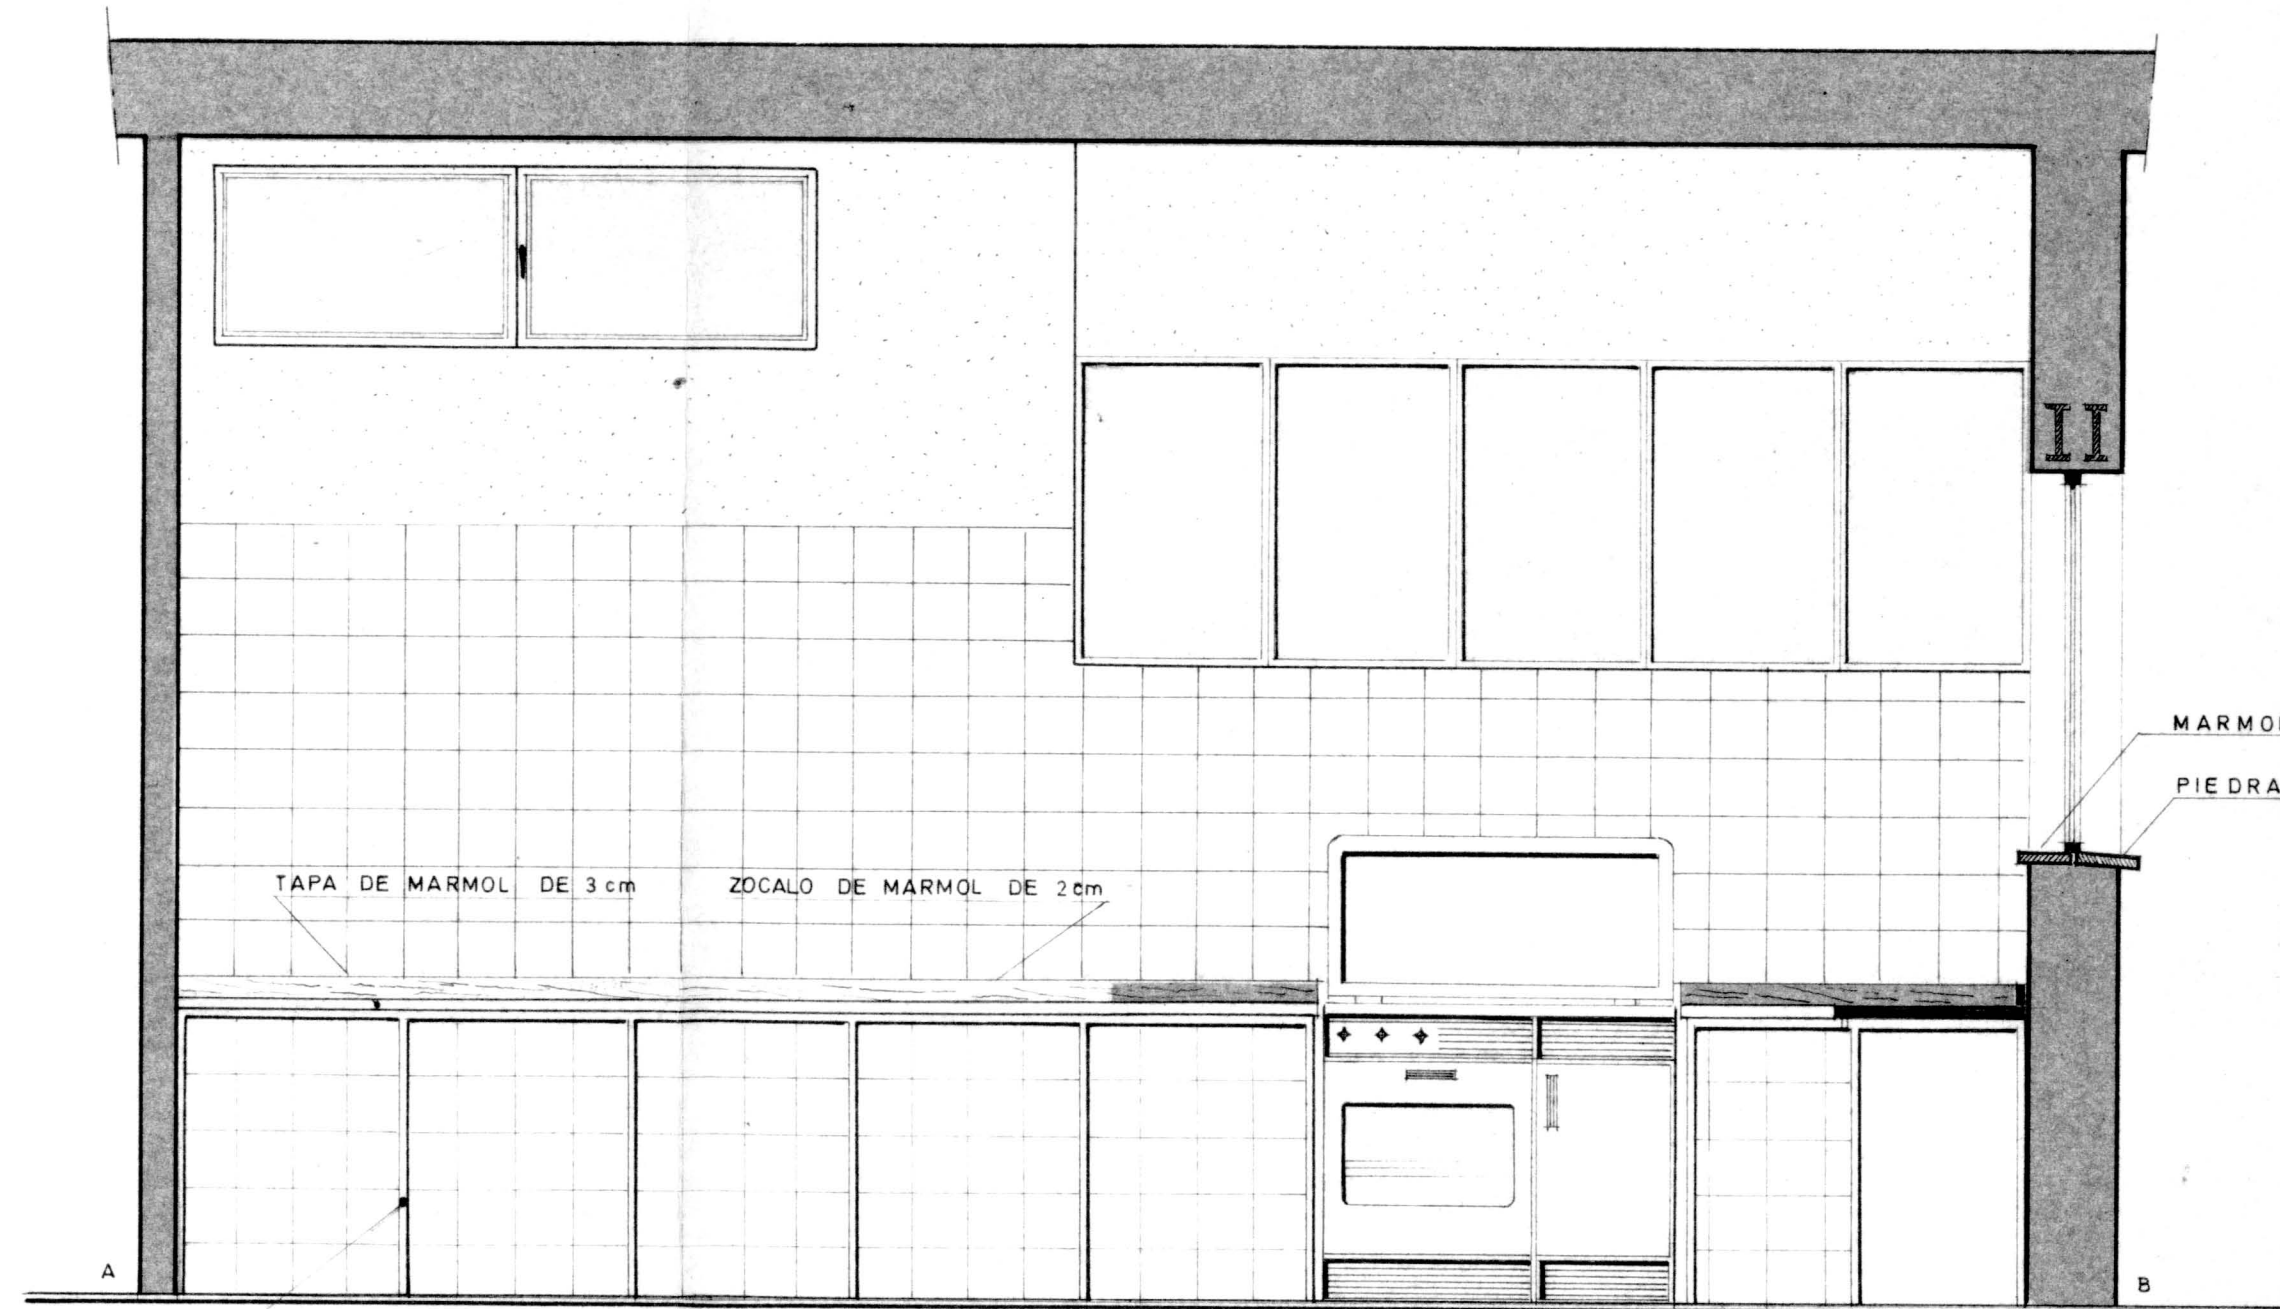 MARMOL
PIEDRA
TAPA DE MARMOL DE 3 cm
ZOCALO DE MARMOL DE 2 cm
A
B